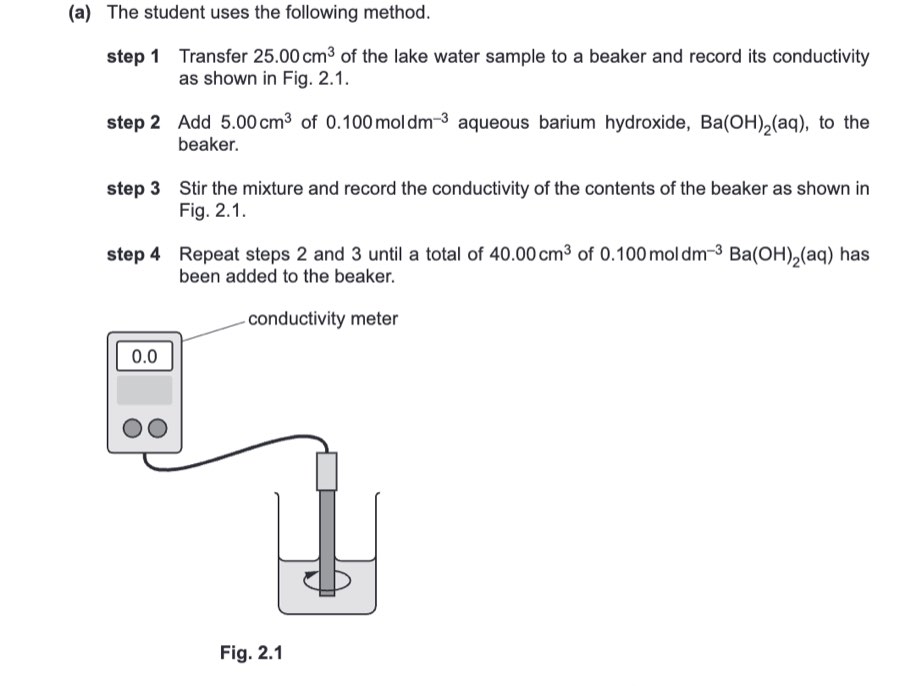 (a) The student uses the following method.
step 1 Transfer 25.00 cm³ of the lake water sample to a beaker and record its conductivity
as shown in Fig. 2.1.
step 2 Add 5.00 cm³ of 0.100 mol dm⁻³ aqueous barium hydroxide, Ba(OH)₂(aq), to the
beaker.
step 3 Stir the mixture and record the conductivity of the contents of the beaker as shown in
Fig. 2.1.
step 4 Repeat steps 2 and 3 until a total of 40.00 cm³ of 0.100 mol dm⁻³ Ba(OH)₂(aq) has
been added to the beaker.
conductivity meter
0.0
Fig. 2.1